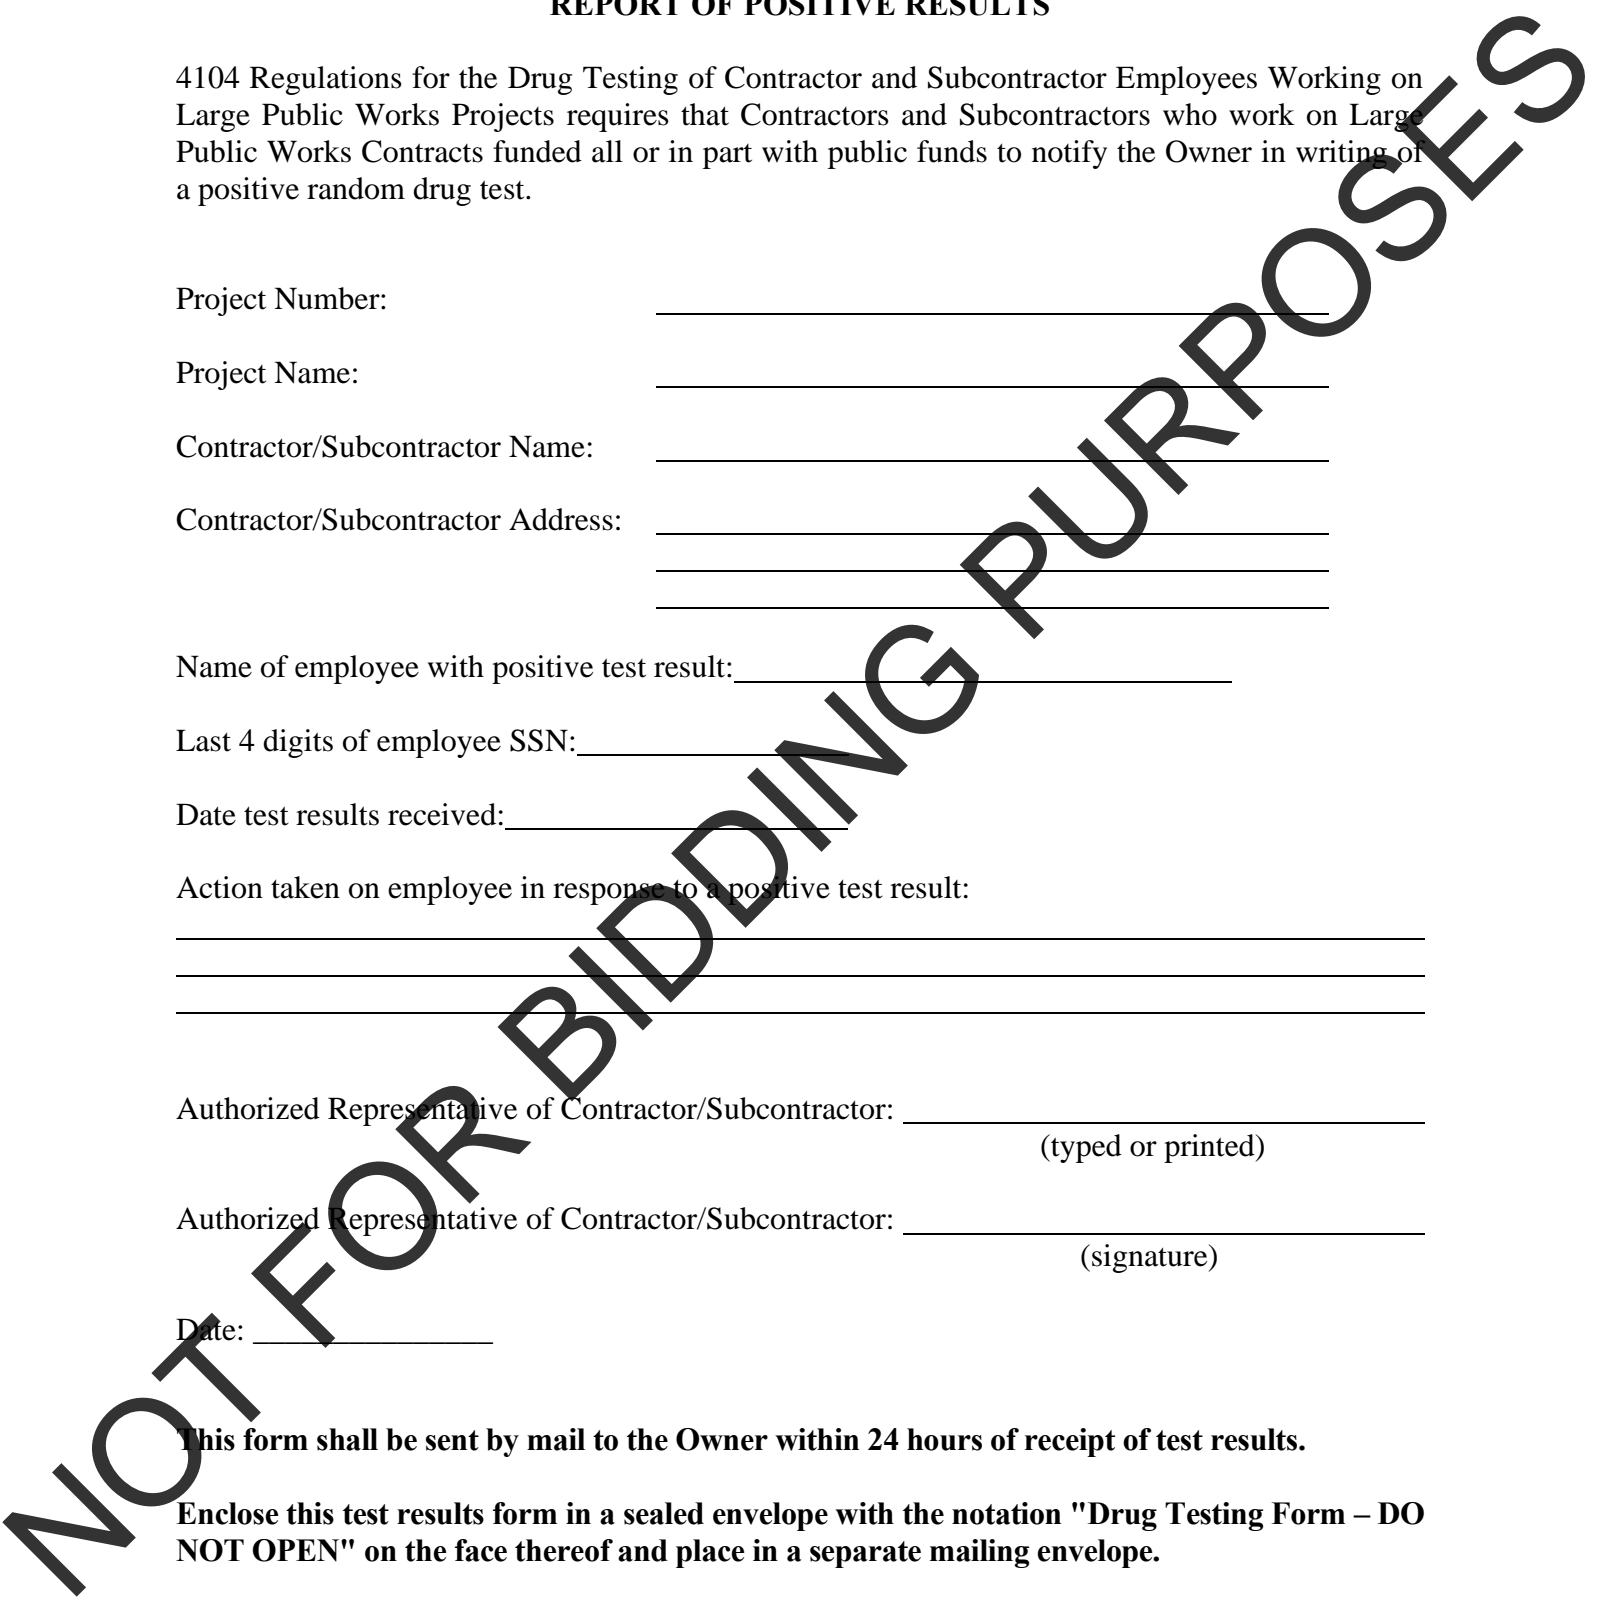 REPORT OF POSITIVE RESULTS
4104 Regulations for the Drug Testing of Contractor and Subcontractor Employees Working on
Large Public Works Projects requires that Contractors and Subcontractors who work on Large
Public Works Contracts funded all or in part with public funds to notify the Owner in writing of
a positive random drug test.
Project Number:
Project Name:
Contractor/Subcontractor Name:
Contractor/Subcontractor Address:
Name of employee with positive test result:
Last 4 digits of employee SSN:
Date test results received:
Action taken on employee in response to a positive test result:
Authorized Representative of Contractor/Subcontractor:
(typed or printed)
Authorized Representative of Contractor/Subcontractor:
(signature)
Date: _______________
This form shall be sent by mail to the Owner within 24 hours of receipt of test results.
Enclose this test results form in a sealed envelope with the notation "Drug Testing Form – DO
NOT OPEN" on the face thereof and place in a separate mailing envelope.
NOT FOR BIDDING PURPOSES